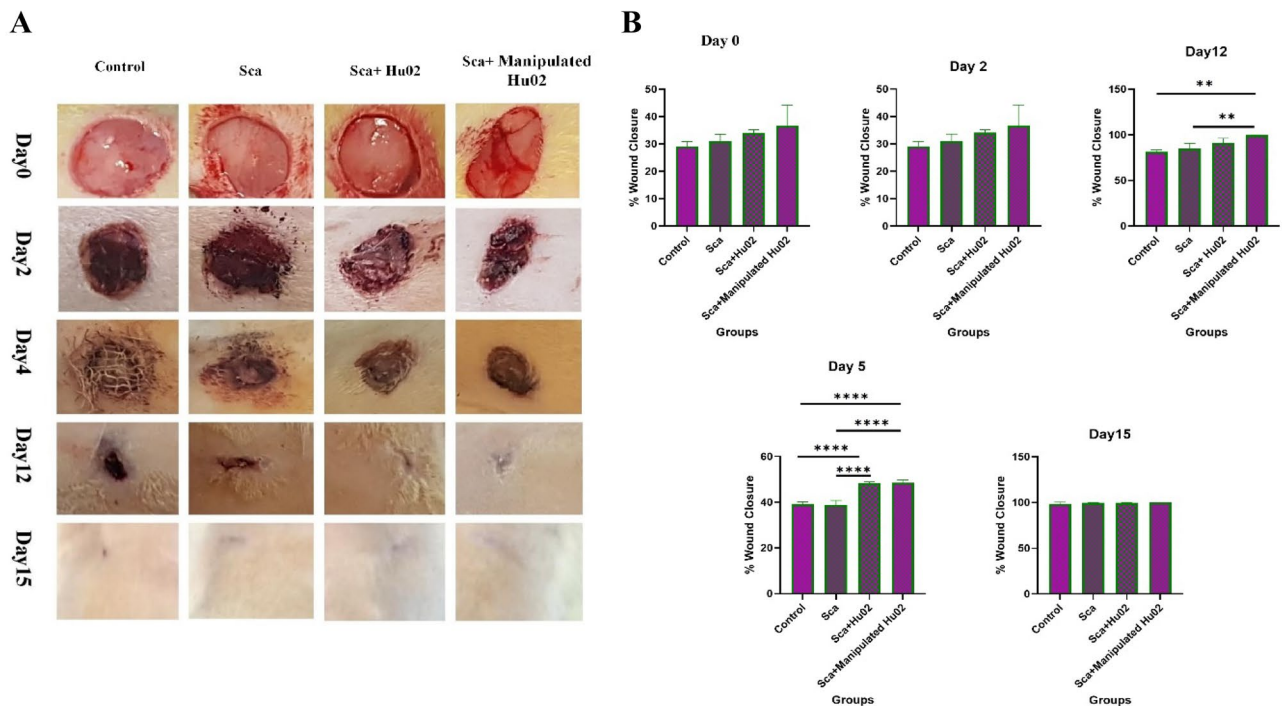 A
Control
Sca
Sca+ Hu02
Sca+ Manipulated
Hu02
Day0
Day2
Day4
Day12
Day15
B
Day 0
50
40
30
20
10
0
% Wound Closure
Control
Sca
Sca+Hu02
Sca+Manipulated Hu02
Groups
Day 2
50
40
30
20
10
0
% Wound Closure
Control
Sca
Sca+Hu02
Sca+Manipulated Hu02
Groups
Day12
**
**
150
100
50
0
% Wound Closure
Control
Sca
Sca+ Hu02
Sca+Manipulated Hu02
Groups
Day 5
****
****
****
****
60
40
20
0
% Wound Closure
Control
Sca
Sca+Hu02
Sca+Manipulated Hu02
Groups
Day15
150
100
50
0
% Wound Closure
Control
Sca
Sca+Hu02
Sca+Manipulated Hu02
Groups